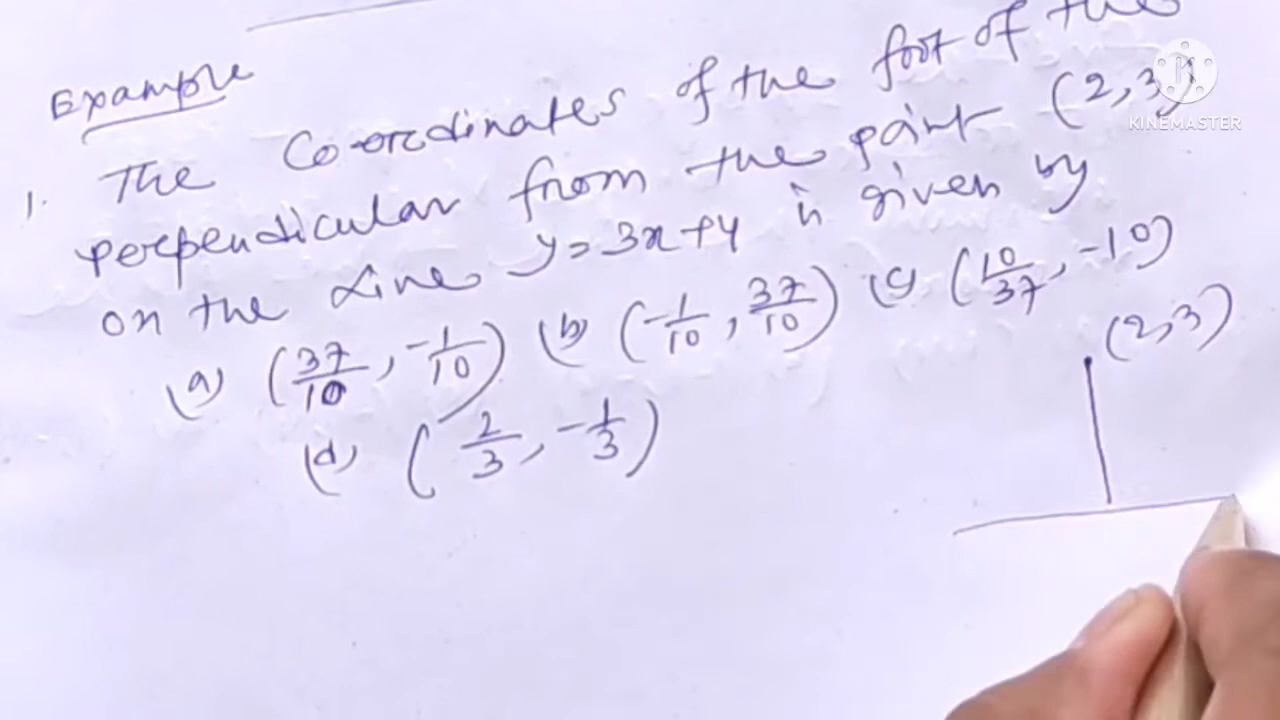 Example
1. The Co-ordinates of the foot of the
perpendicular from the point (2,3)
on the Line y=3x+4 is given by
(a) (37/10, -1/10) (b) (-1/10, 37/10) (c) (10/37, -10)
(d) (2/3, -1/3)
(2,3)
KINEMASTER